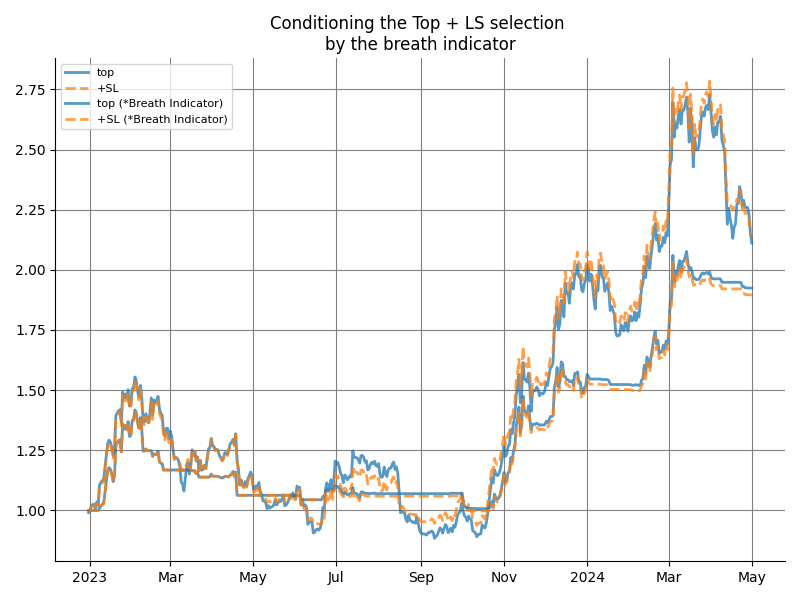 Conditioning the Top + LS selection
by the breath indicator
top
+SL
top (*Breath Indicator)
+SL (*Breath Indicator)
2.75
2.50
2.25
2.00
1.75
1.50
1.25
1.00
2023 Mar May Jul Sep Nov 2024 Mar May